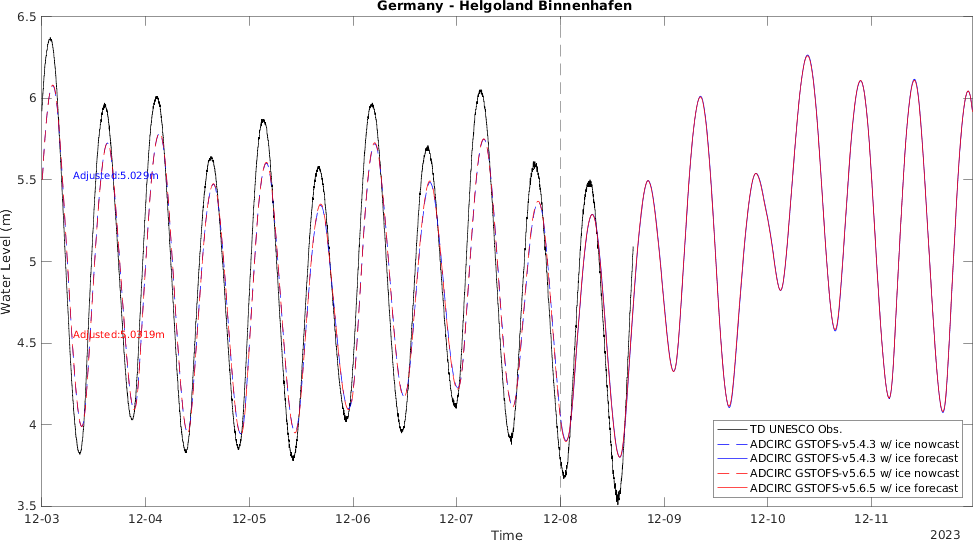 Germany - Helgoland Binnenhafen
6.5
6
5.5
5
4.5
4
3.5
Water Level (m)
Adjusted:5.029m
Adjusted:5.0319m
TD UNESCO Obs.
ADCIRC GSTOFS-v5.4.3 w/ ice nowcast
ADCIRC GSTOFS-v5.4.3 w/ ice forecast
ADCIRC GSTOFS-v5.6.5 w/ ice nowcast
ADCIRC GSTOFS-v5.6.5 w/ ice forecast
12-03 12-04 12-05 12-06 12-07 12-08 12-09 12-10 12-11
Time
2023